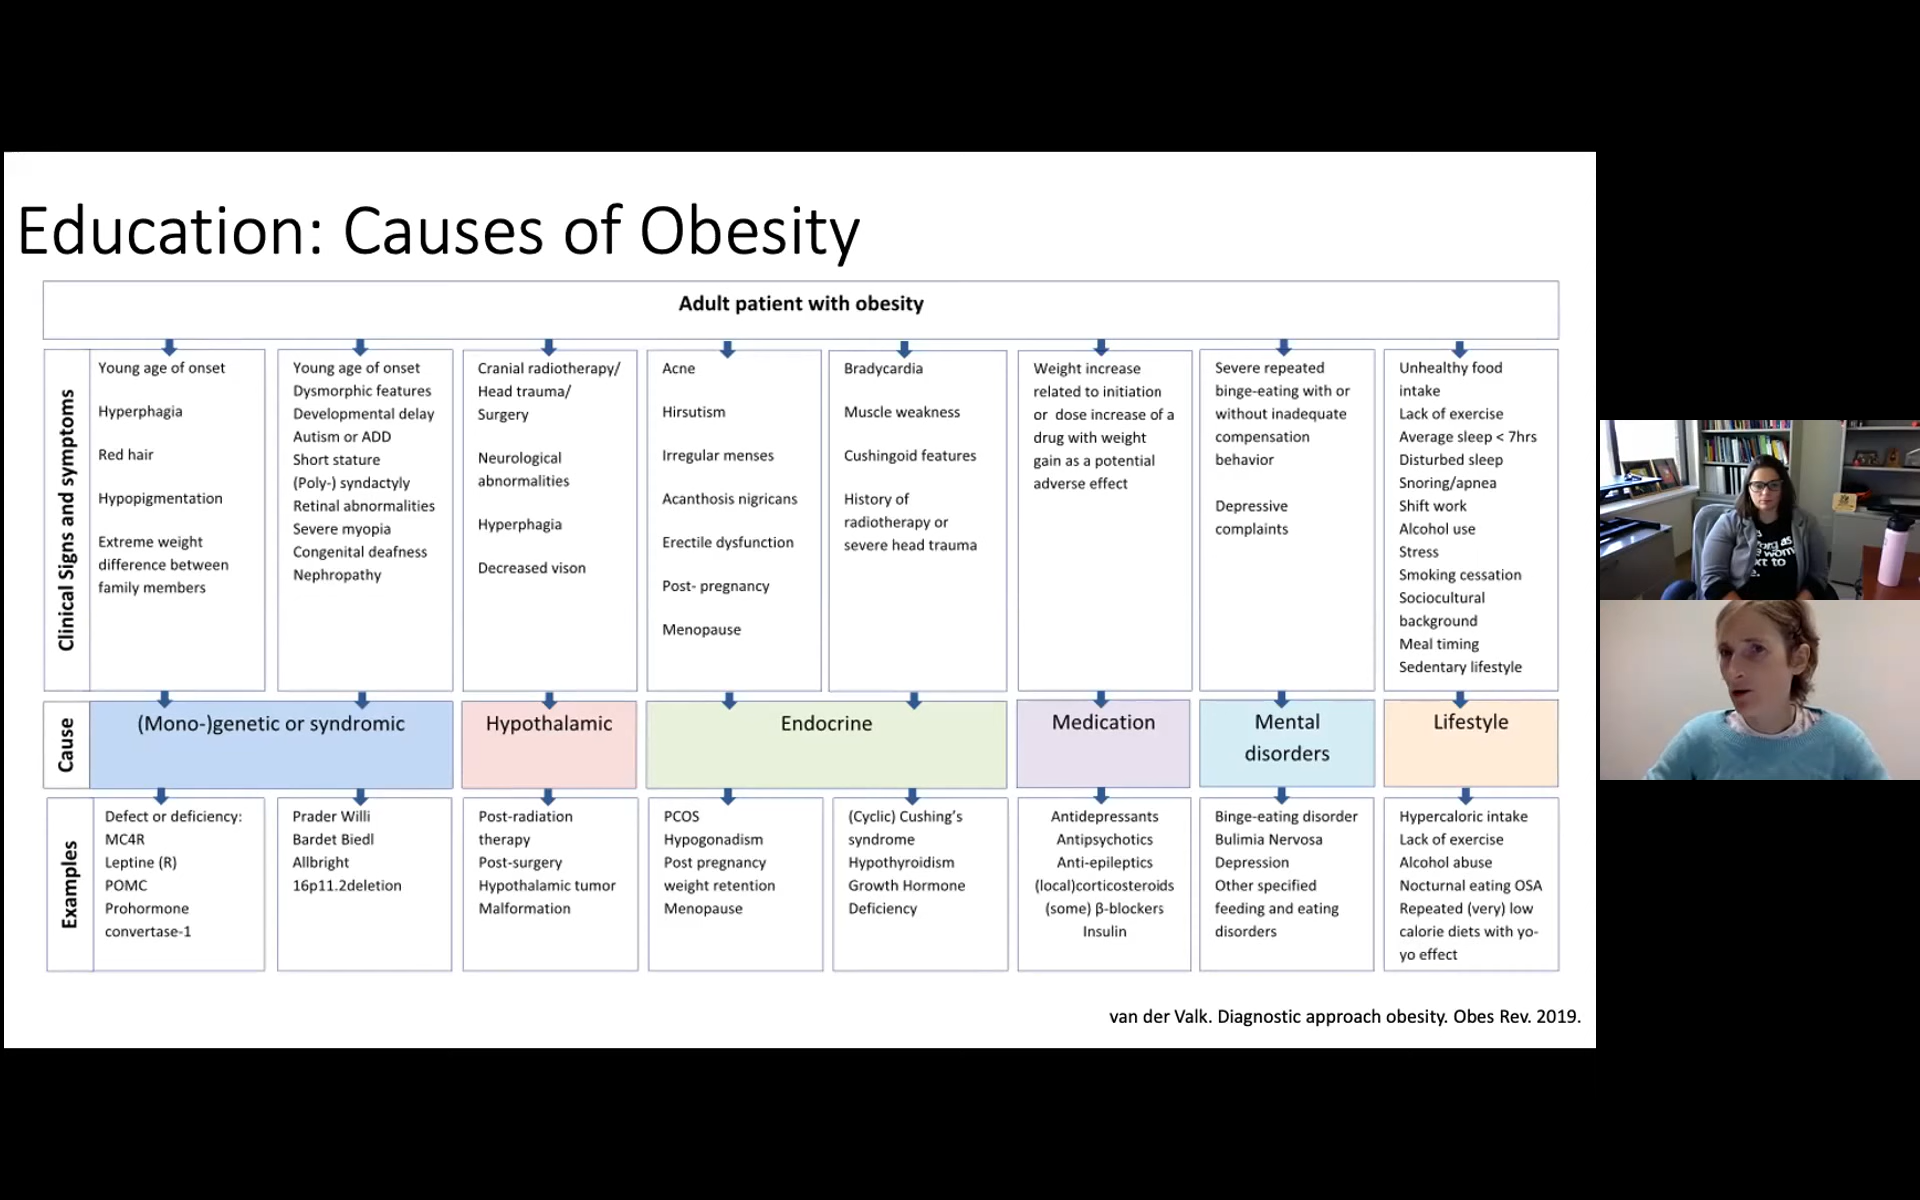 Education: Causes of Obesity
Adult patient with obesity
Clinical Signs and symptoms
Young age of onset
Hyperphagia
Red hair
Hypopigmentation
Extreme weight
difference between
family members
Young age of onset
Dysmorphic features
Developmental delay
Autism or ADD
Short stature
(Poly-) syndactyly
Retinal abnormalities
Severe myopia
Congenital deafness
Nephropathy
Cranial radiotherapy/
Head trauma/
Surgery
Neurological
abnormalities
Hyperphagia
Decreased vison
Acne
Hirsutism
Irregular menses
Acanthosis nigricans
Erectile dysfunction
Post- pregnancy
Menopause
Bradycardia
Muscle weakness
Cushingoid features
History of
radiotherapy or
severe head trauma
Weight increase
related to initiation
or dose increase of a
drug with weight
gain as a potential
adverse effect
Severe repeated
binge-eating with or
without inadequate
compensation
behavior
Depressive
complaints
Unhealthy food
intake
Lack of exercise
Average sleep < 7hrs
Disturbed sleep
Snoring/apnea
Shift work
Alcohol use
Stress
Smoking cessation
Sociocultural
background
Meal timing
Sedentary lifestyle
Cause
(Mono-)genetic or syndromic
Hypothalamic
Endocrine
Medication
Mental
disorders
Lifestyle
Examples
Defect or deficiency:
MC4R
Leptine (R)
POMC
Prohormone
convertase-1
Prader Willi
Bardet Biedl
Allbright
16p11.2deletion
Post-radiation
therapy
Post-surgery
Hypothalamic tumor
Malformation
PCOS
Hypogonadism
Post pregnancy
weight retention
Menopause
(Cyclic) Cushing's
syndrome
Hypothyroidism
Growth Hormone
Deficiency
Antidepressants
Antipsychotics
Anti-epileptics
(local)corticosteroids
(some) β-blockers
Insulin
Binge-eating disorder
Bulimia Nervosa
Depression
Other specified
feeding and eating
disorders
Hypercaloric intake
Lack of exercise
Alcohol abuse
Nocturnal eating OSA
Repeated (very) low
calorie diets with yo-
yo effect
van der Valk. Diagnostic approach obesity. Obes Rev. 2019.
as
wom
xt to